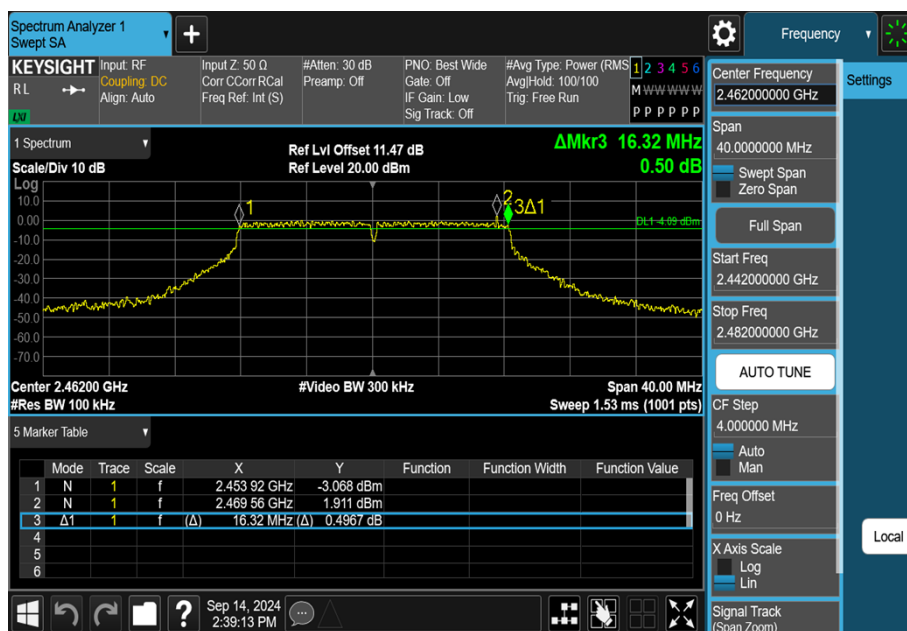 Spectrum Analyzer 1
Swept SA
+
Frequency
KEYSIGHT
RL
LXI
Input: RF
Coupling: DC
Align: Auto
Input Z: 50 Ω
Corr CCorr RCal
Freq Ref: Int (S)
#Atten: 30 dB
Preamp: Off
PNO: Best Wide
Gate: Off
IF Gain: Low
Sig Track: Off
#Avg Type: Power (RMS
Avg|Hold: 100/100
Trig: Free Run
1 2 3 4 5 6
M W W W W W
P P P P P P
1 Spectrum
Scale/Div 10 dB
Ref Lvl Offset 11.47 dB
Ref Level 20.00 dBm
ΔMkr3 16.32 MHz
0.50 dB
Log
10.0
0.00
-10.0
-20.0
-30.0
-40.0
-50.0
-60.0
-70.0
1
2
3Δ1
DL1 -4.09 dBm
Center 2.46200 GHz
#Video BW 300 kHz
Span 40.00 MHz
#Res BW 100 kHz
Sweep 1.53 ms (1001 pts)
5 Marker Table
Mode Trace Scale X Y Function Function Width Function Value
1 N 1 f 2.453 92 GHz -3.068 dBm
2 N 1 f 2.469 56 GHz 1.911 dBm
3 Δ1 1 f (Δ) 16.32 MHz (Δ) 0.4967 dB
4
5
6
?
Sep 14, 2024
2:39:13 PM
Center Frequency
2.462000000 GHz
Span
40.0000000 MHz
Swept Span
Zero Span
Full Span
Start Freq
2.442000000 GHz
Stop Freq
2.482000000 GHz
AUTO TUNE
CF Step
4.000000 MHz
Auto
Man
Freq Offset
0 Hz
X Axis Scale
Log
Lin
Signal Track
(Span Zoom)
Settings
Local